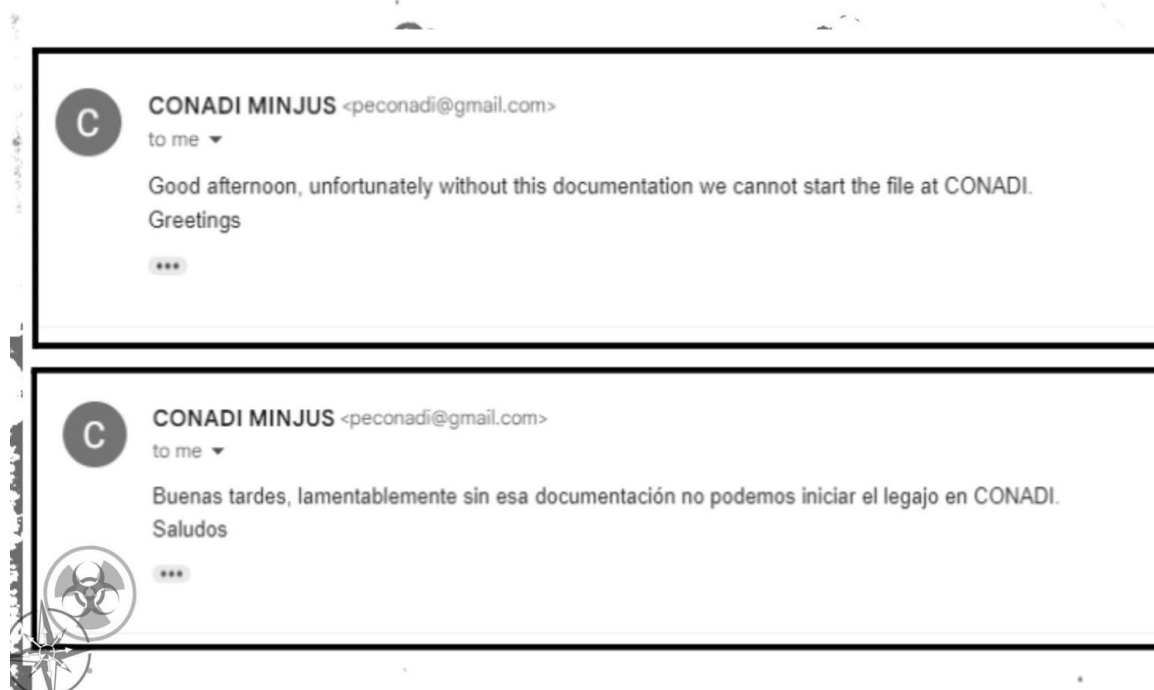 C
CONADI MINJUS <peconadi@gmail.com>
to me
Good afternoon, unfortunately without this documentation we cannot start the file at CONADI.
Greetings
C
CONADI MINJUS <peconadi@gmail.com>
to me
Buenas tardes, lamentablemente sin esa documentación no podemos iniciar el legajo en CONADI.
Saludos